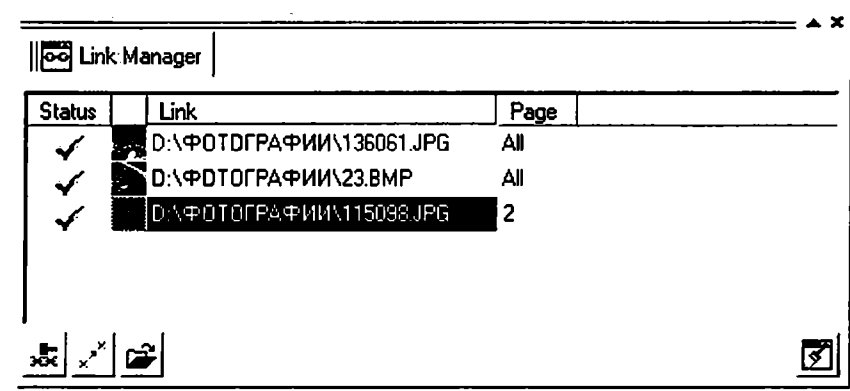 Link Manager
Status Link Page
D:\ФОТОГРАФИИ\136061.JPG All
D:\ФОТОГРАФИИ\23.BMP All
D:\ФОТОГРАФИИ\115098.JPG 2